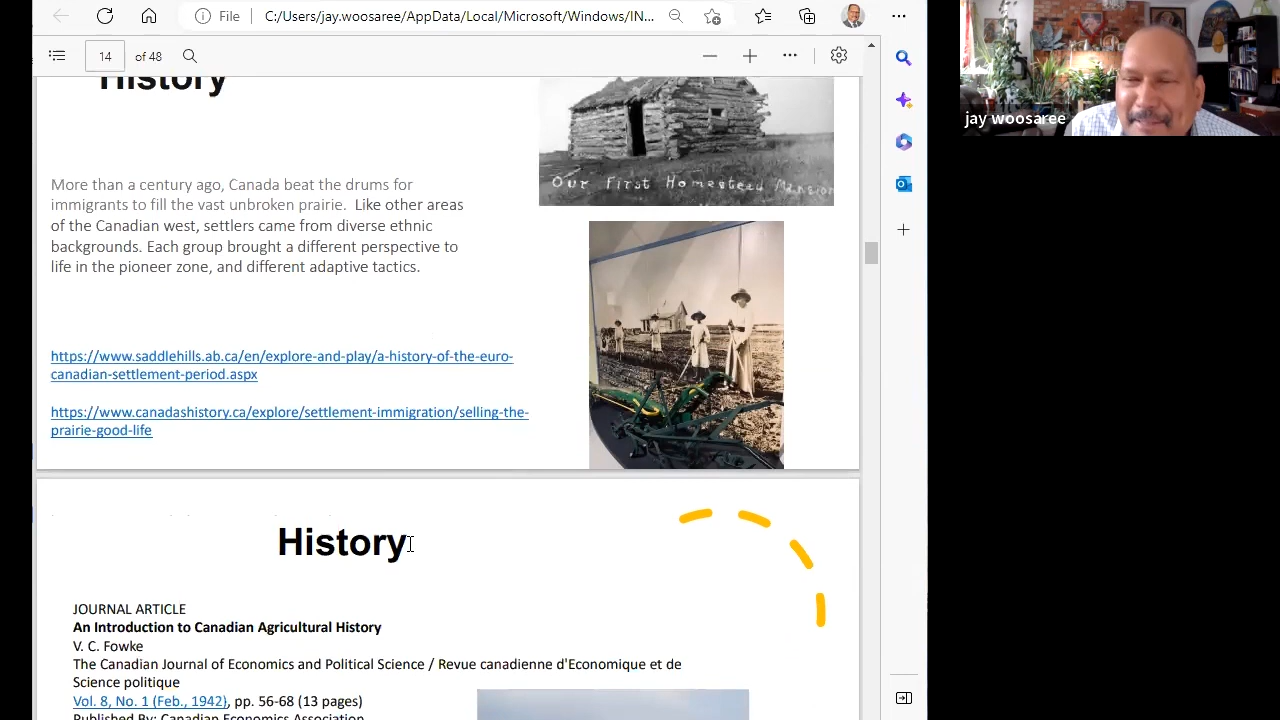 File
C:/Users/jay.woosaree/AppData/Local/Microsoft/Windows/IN...
14
of 48
jay woosaree
History
Our First Homestead Mansion
More than a century ago, Canada beat the drums for
immigrants to fill the vast unbroken prairie.  Like other areas
of the Canadian west, settlers came from diverse ethnic
backgrounds. Each group brought a different perspective to
life in the pioneer zone, and different adaptive tactics.
https://www.saddlehills.ab.ca/en/explore-and-play/a-history-of-the-euro-
canadian-settlement-period.aspx
https://www.canadashistory.ca/explore/settlement-immigration/selling-the-
prairie-good-life
History
JOURNAL ARTICLE
An Introduction to Canadian Agricultural History
V. C. Fowke
The Canadian Journal of Economics and Political Science / Revue canadienne d'Economique et de
Science politique
Vol. 8, No. 1 (Feb., 1942), pp. 56-68 (13 pages)
Published By: Canadian Economics Association